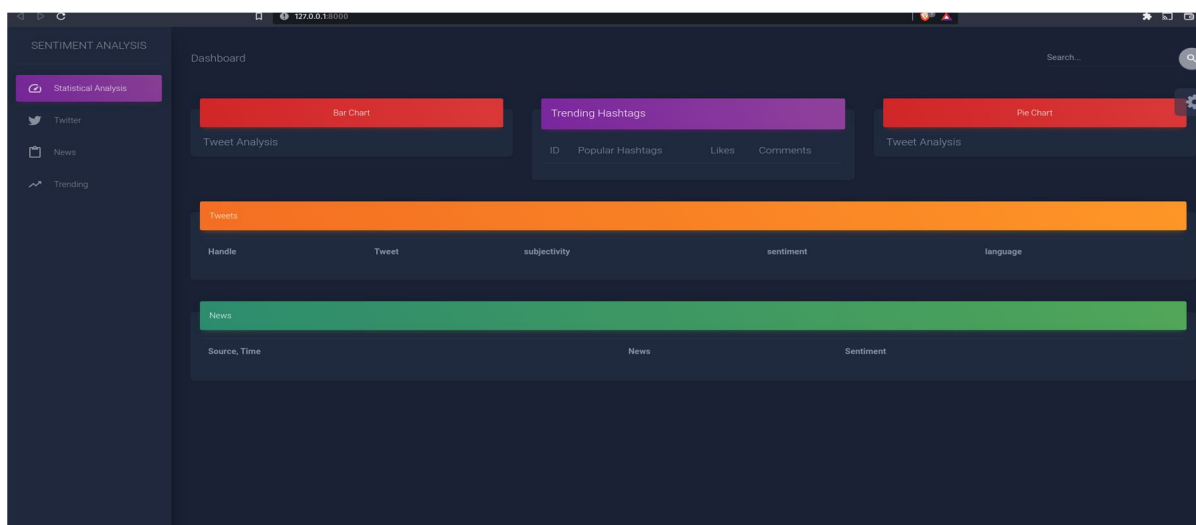 127.0.0.1:8000
SENTIMENT ANALYSIS
Statistical Analysis
Twitter
News
Trending
Dashboard
Search...
Bar Chart
Tweet Analysis
Trending Hashtags
ID Popular Hashtags Likes Comments
Pie Chart
Tweet Analysis
Tweets
Handle Tweet subjectivity sentiment language
News
Source, Time News Sentiment